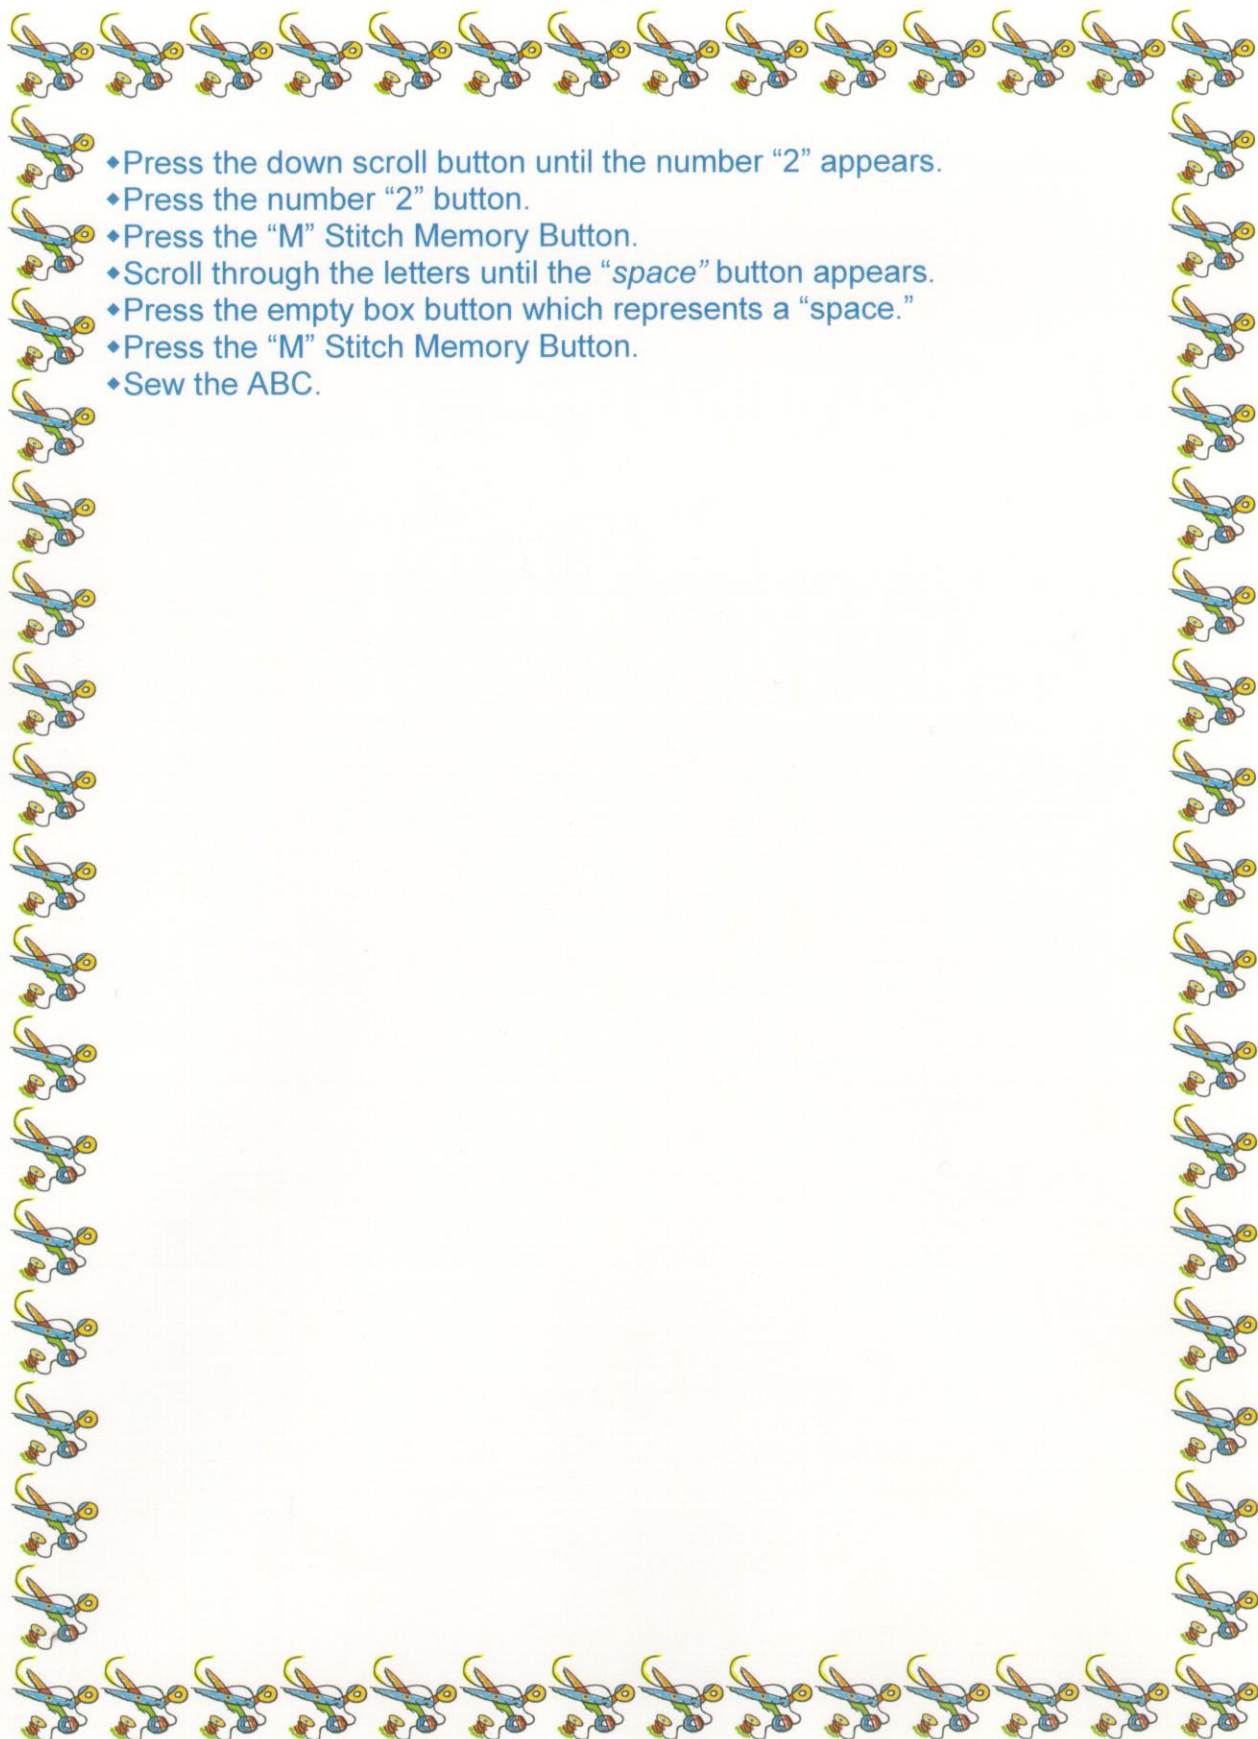 ◆Press the down scroll button until the number “2” appears.
◆Press the number “2” button.
◆Press the “M” Stitch Memory Button.
◆Scroll through the letters until the “space” button appears.
◆Press the empty box button which represents a “space.”
◆Press the “M” Stitch Memory Button.
◆Sew the ABC.